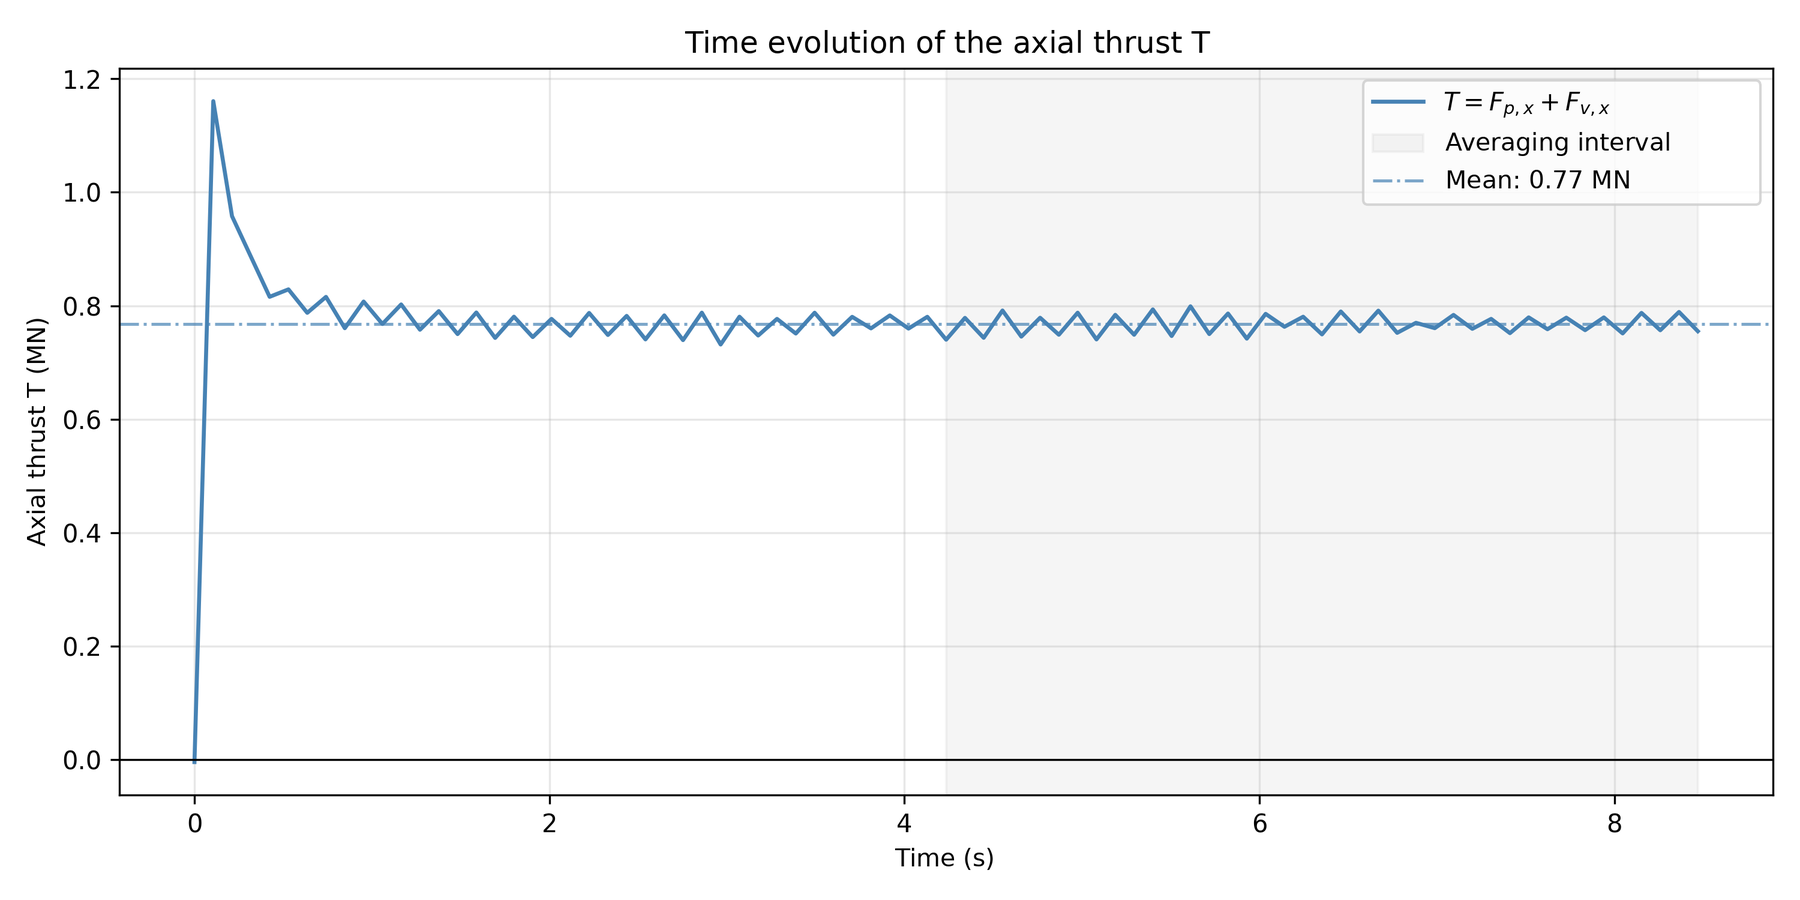 Time evolution of the axial thrust T
1.2
1.0
0.8
0.6
0.4
0.2
0.0
Axial thrust T (MN)
T = F_{p,x} + F_{v,x}
Averaging interval
Mean: 0.77 MN
0 2 4 6 8
Time (s)